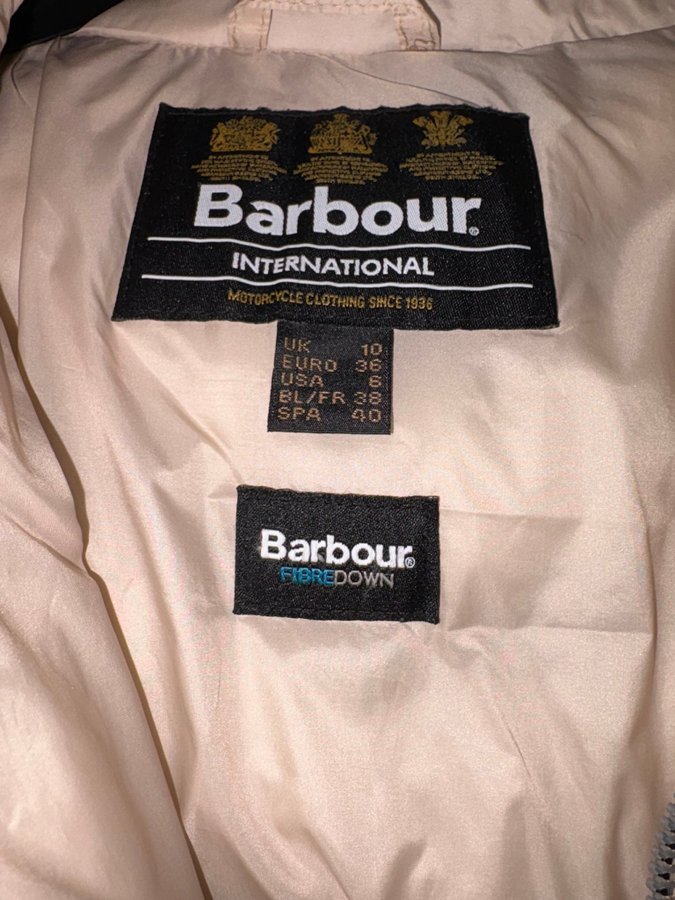 Barbour®
INTERNATIONAL
MOTORCYCLE CLOTHING SINCE 1936
UK 10
EURO 36
USA 6
BL/FR 38
SPA 40
Barbour®
FIBREDOWN